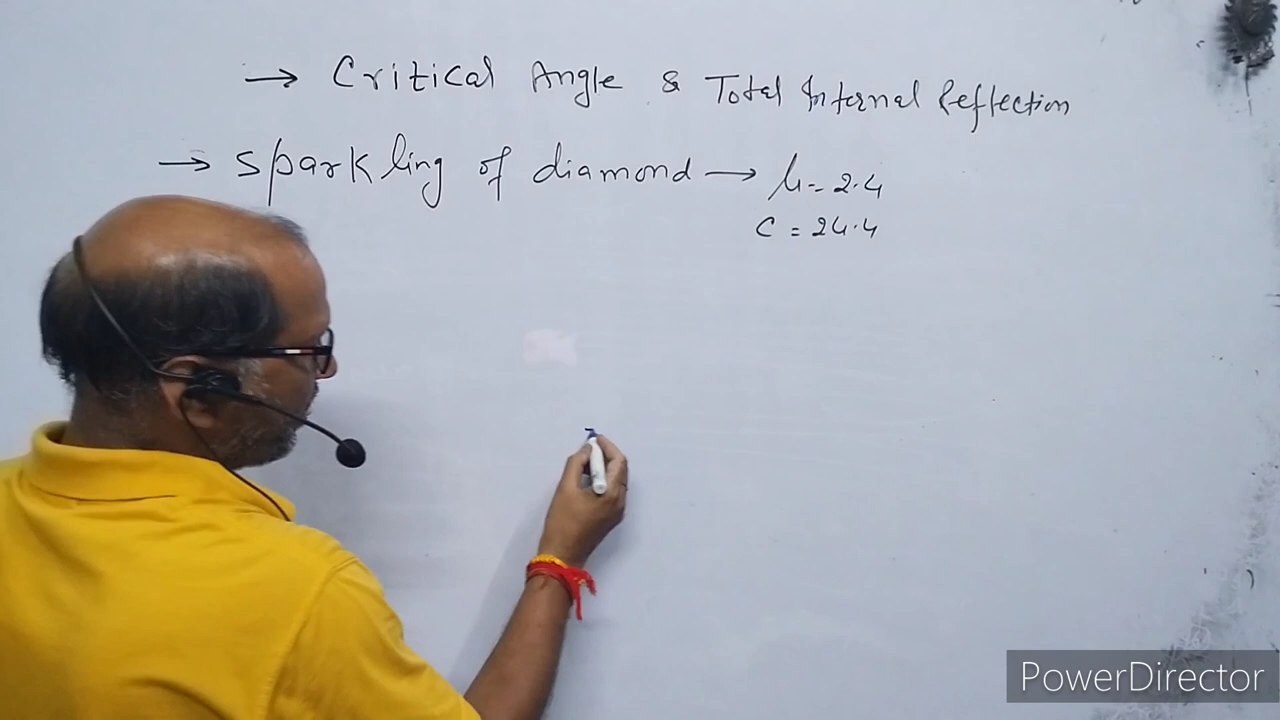 → Critical Angle & Total Internal Reflection
→ Sparkling of diamond → μ = 2.4
C = 24.4
PowerDirector